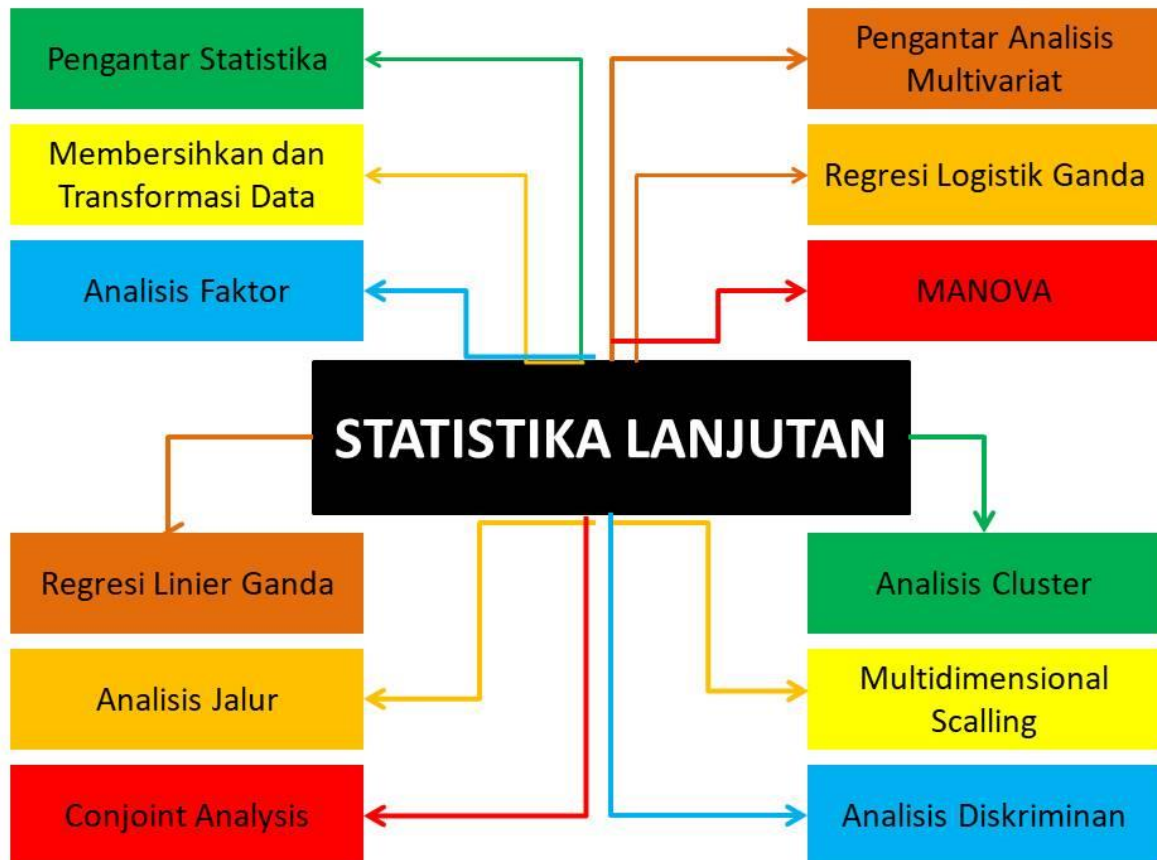 Pengantar Statistika
Membersihkan dan
Transformasi Data
Analisis Faktor
Pengantar Analisis
Multivariat
Regresi Logistik Ganda
MANOVA
STATISTIKA LANJUTAN
Regresi Linier Ganda
Analisis Jalur
Conjoint Analysis
Analisis Cluster
Multidimensional
Scalling
Analisis Diskriminan